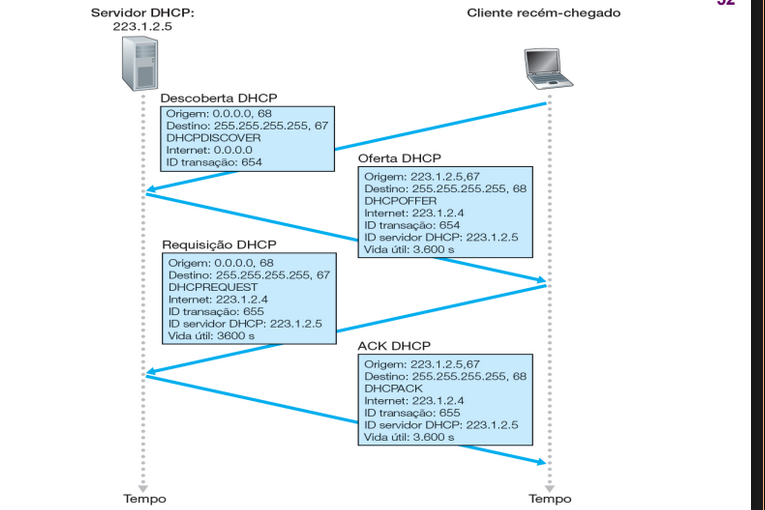 52
Servidor DHCP:
223.1.2.5
Cliente recém-chegado
Descoberta DHCP
Origem: 0.0.0.0, 68
Destino: 255.255.255.255, 67
DHCPDISCOVER
Internet: 0.0.0.0
ID transação: 654
Oferta DHCP
Origem: 223.1.2.5,67
Destino: 255.255.255.255, 68
DHCPOFFER
Internet: 223.1.2.4
ID transação: 654
ID servidor DHCP: 223.1.2.5
Vida útil: 3.600 s
Requisição DHCP
Origem: 0.0.0.0, 68
Destino: 255.255.255.255, 67
DHCPREQUEST
Internet: 223.1.2.4
ID transação: 655
ID servidor DHCP: 223.1.2.5
Vida útil: 3600 s
ACK DHCP
Origem: 223.1.2.5,67
Destino: 255.255.255.255, 68
DHCPACK
Internet: 223.1.2.4
ID transação: 655
ID servidor DHCP: 223.1.2.5
Vida útil: 3.600 s
Tempo
Tempo